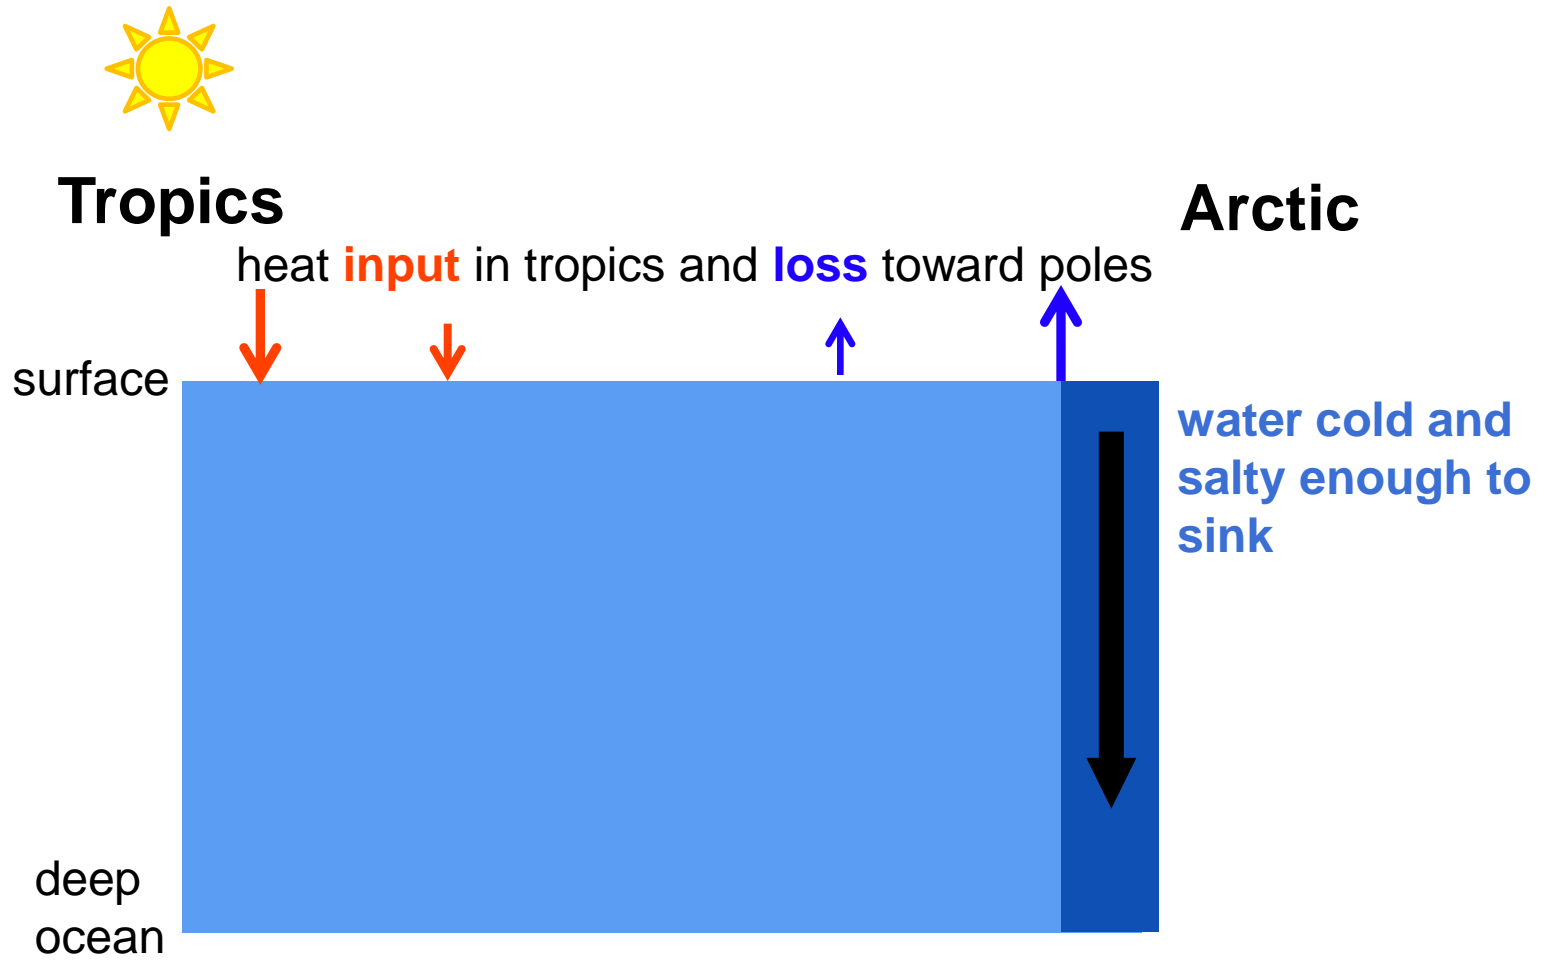 Tropics
Arctic
heat input in tropics and loss toward poles
surface
water cold and
salty enough to
sink
deep
ocean